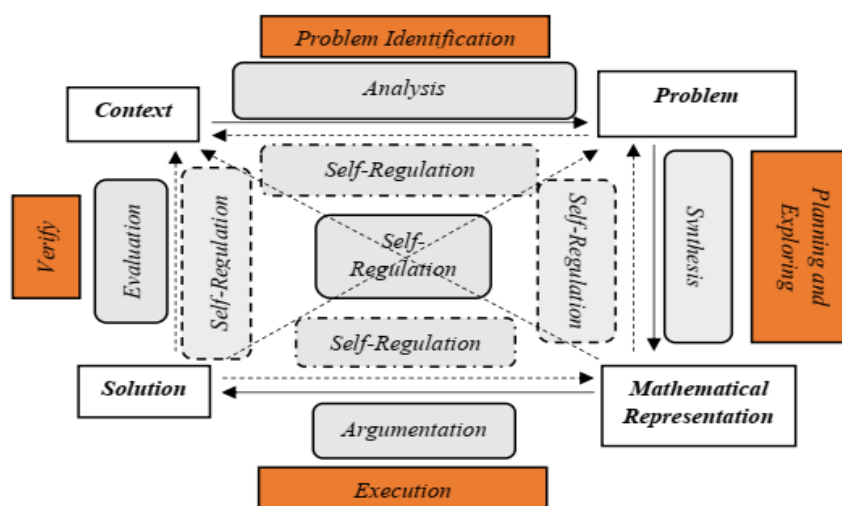 Problem Identification
Analysis
Context
Problem
Self-Regulation
Verify
Evaluation
Self-Regulation
Self-
Regulation
Self-Regulation
Synthesis
Planning and
Exploring
Self-Regulation
Solution
Mathematical
Representation
Argumentation
Execution